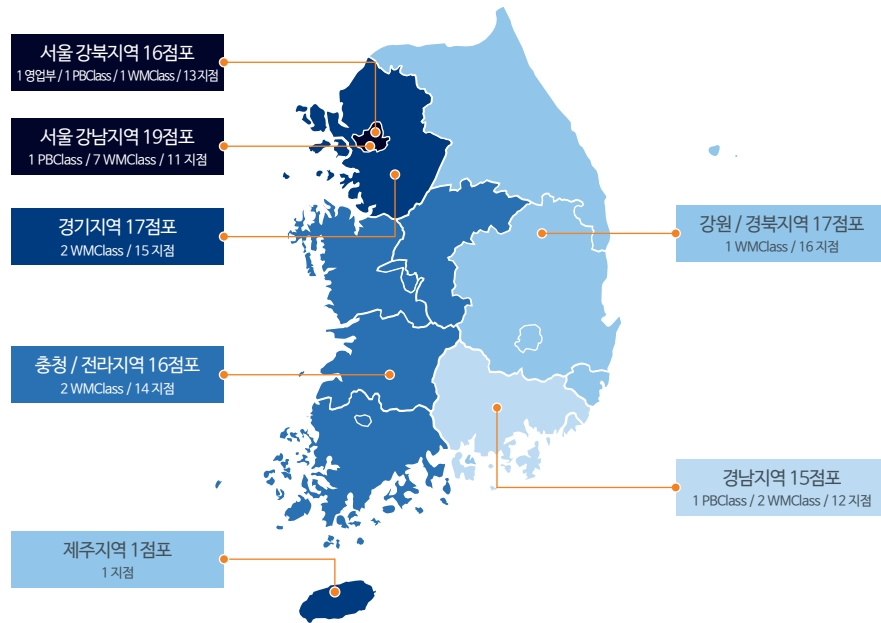 서울 강북지역 16점포
1 영업부 / 1 PBClass / 1 WMClass / 13 지점
서울 강남지역 19점포
1 PBClass / 7 WMClass / 11 지점
경기지역 17점포
2 WMClass / 15 지점
강원 / 경북지역 17점포
1 WMClass / 16 지점
충청 / 전라지역 16점포
2 WMClass / 14 지점
경남지역 15점포
1 PBClass / 2 WMClass / 12 지점
제주지역 1점포
1 지점